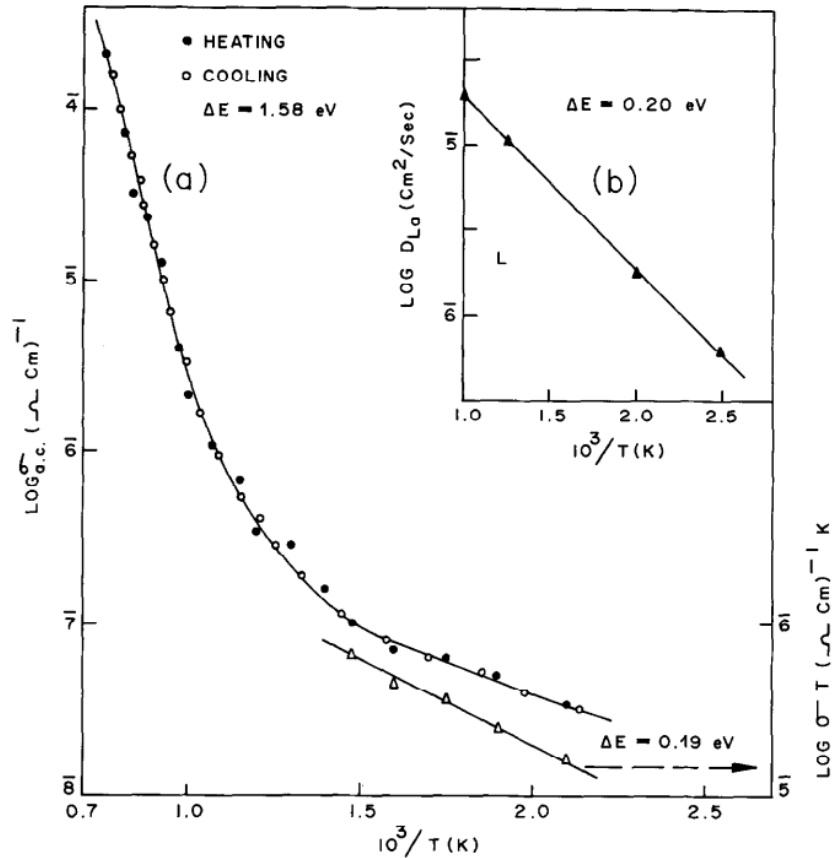 ● HEATING
○ COOLING
ΔE = 1.58 eV
(a)
LOG σa.c. (Ω Cm)⁻¹
4̄
5̄
6̄
7̄
8̄
0.7
1.0
1.5
2.0
2.5
10³/T(K)
ΔE = 0.20 eV
(b)
L
LOG DLa (Cm²/Sec)
5̄
6̄
1.0
1.5
2.0
2.5
10³/T(K)
ΔE = 0.19 eV
LOG σ T (Ω Cm)⁻¹ K
6̄
5̄